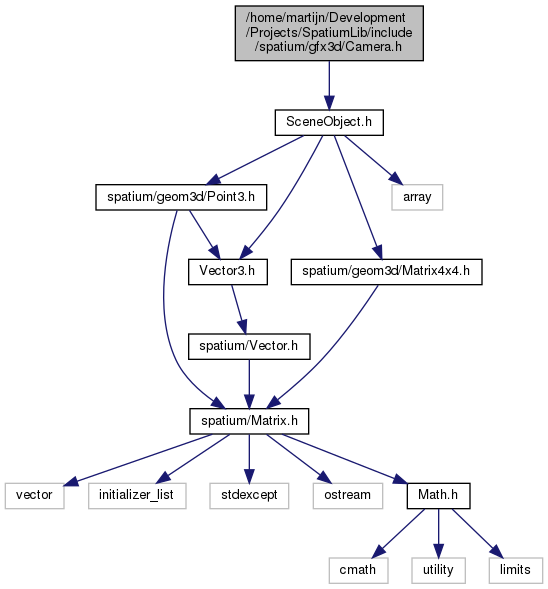 /home/martijn/Development
/Projects/SpatiumLib/include
/spatium/gfx3d/Camera.h
SceneObject.h
spatium/geom3d/Point3.h
array
Vector3.h
spatium/geom3d/Matrix4x4.h
spatium/Vector.h
spatium/Matrix.h
vector
initializer_list
stdexcept
ostream
Math.h
cmath
utility
limits